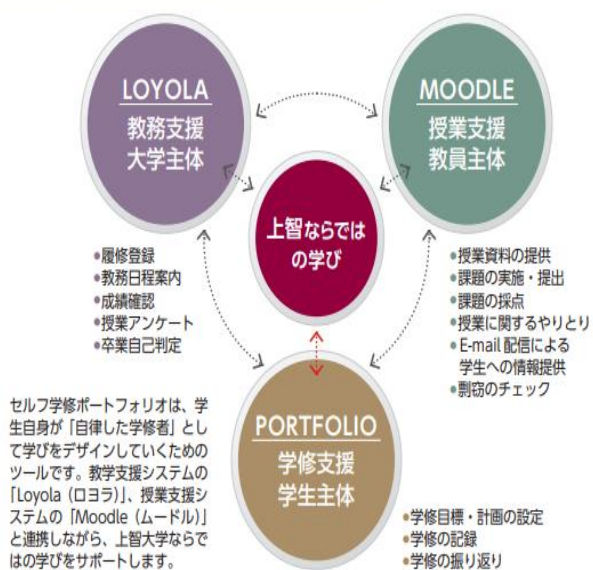 LOYOLA
教務支援
大学主体
MOODLE
授業支援
教員主体
上智ならでは
の学び
●履修登録
●教務日程案内
●成績確認
●授業アンケート
●卒業自己判定
●授業資料の提供
●課題の実施・提出
●課題の採点
●授業に関するやりとり
●E-mail 配信による
学生への情報提供
●剽窃のチェック
PORTFOLIO
学修支援
学生主体
セルフ学修ポートフォリオは、学
生自身が「自律した学修者」とし
て学びをデザインしていくための
ツールです。教学支援システムの
「Loyola（ロヨラ）」、授業支援シ
ステムの「Moodle（ムードル）」
と連携しながら、上智大学ならで
はの学びをサポートします。
●学修目標・計画の設定
●学修の記録
●学修の振り返り